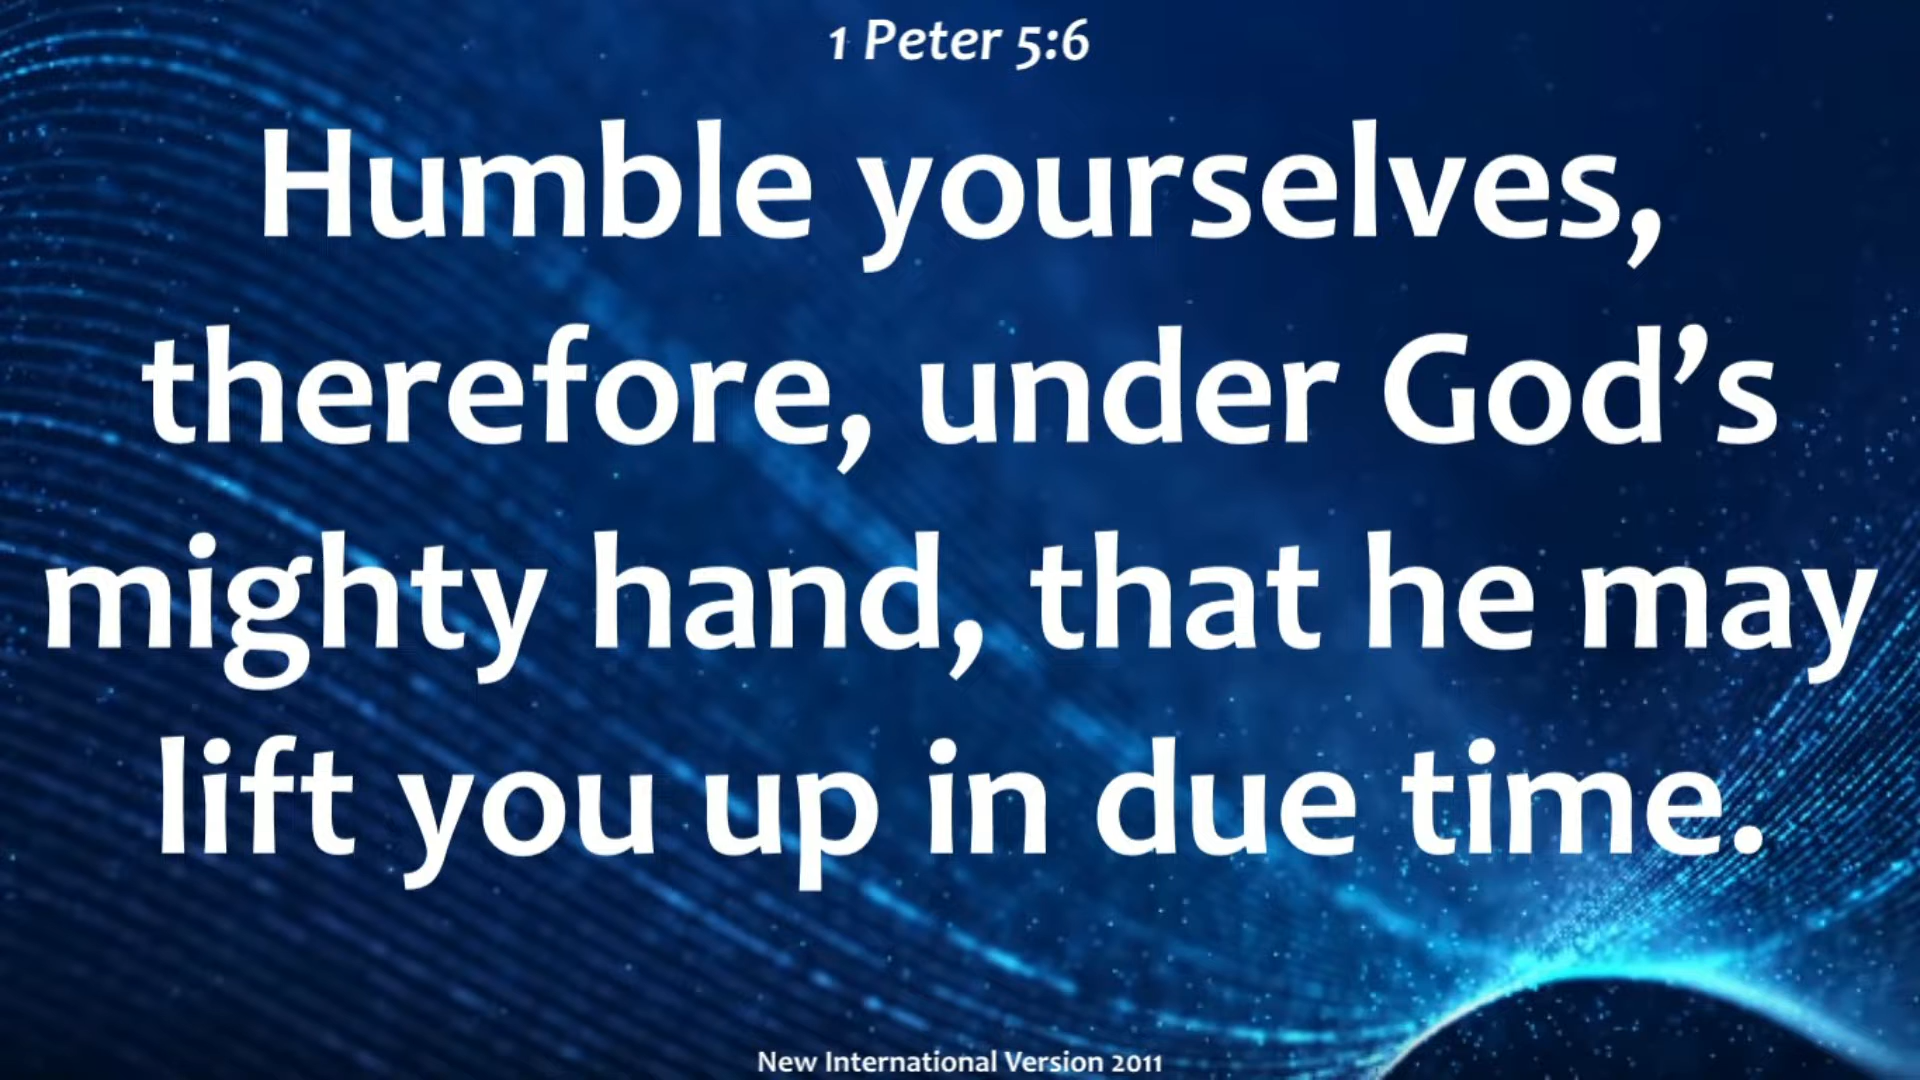 1 Peter 5:6
Humble yourselves,
therefore, under God’s
mighty hand, that he may
lift you up in due time.
New International Version 2011